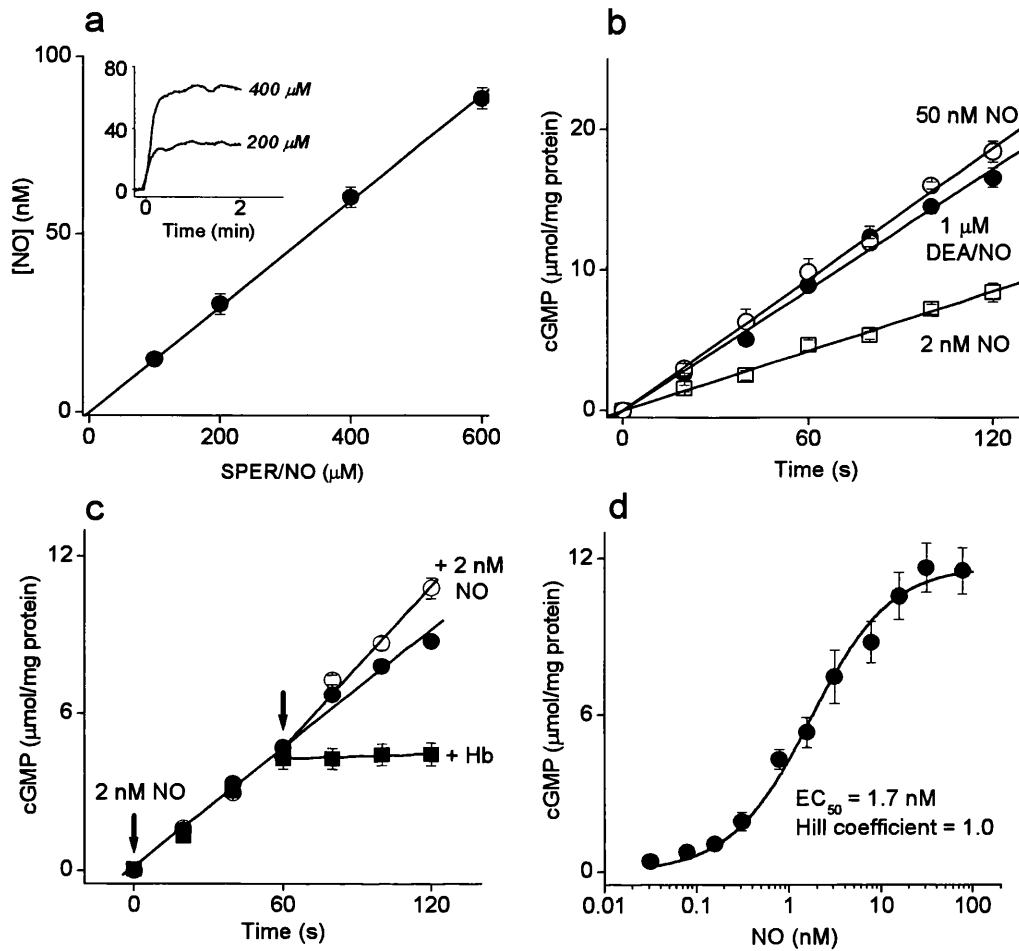 a
100
50
0
[NO] (nM)
0
200
400
600
SPER/NO (μM)
80
40
0
400 μM
200 μM
0
2
Time (min)
b
20
10
0
cGMP (μmol/mg protein)
50 nM NO
1 μM
DEA/NO
2 nM NO
0
60
120
Time (s)
c
12
6
0
cGMP (μmol/mg protein)
+ 2 nM
NO
+ Hb
2 nM NO
0
60
120
Time (s)
d
12
6
0
cGMP (μmol/mg protein)
EC50 = 1.7 nM
Hill coefficient = 1.0
0.01
0.1
1
10
100
NO (nM)